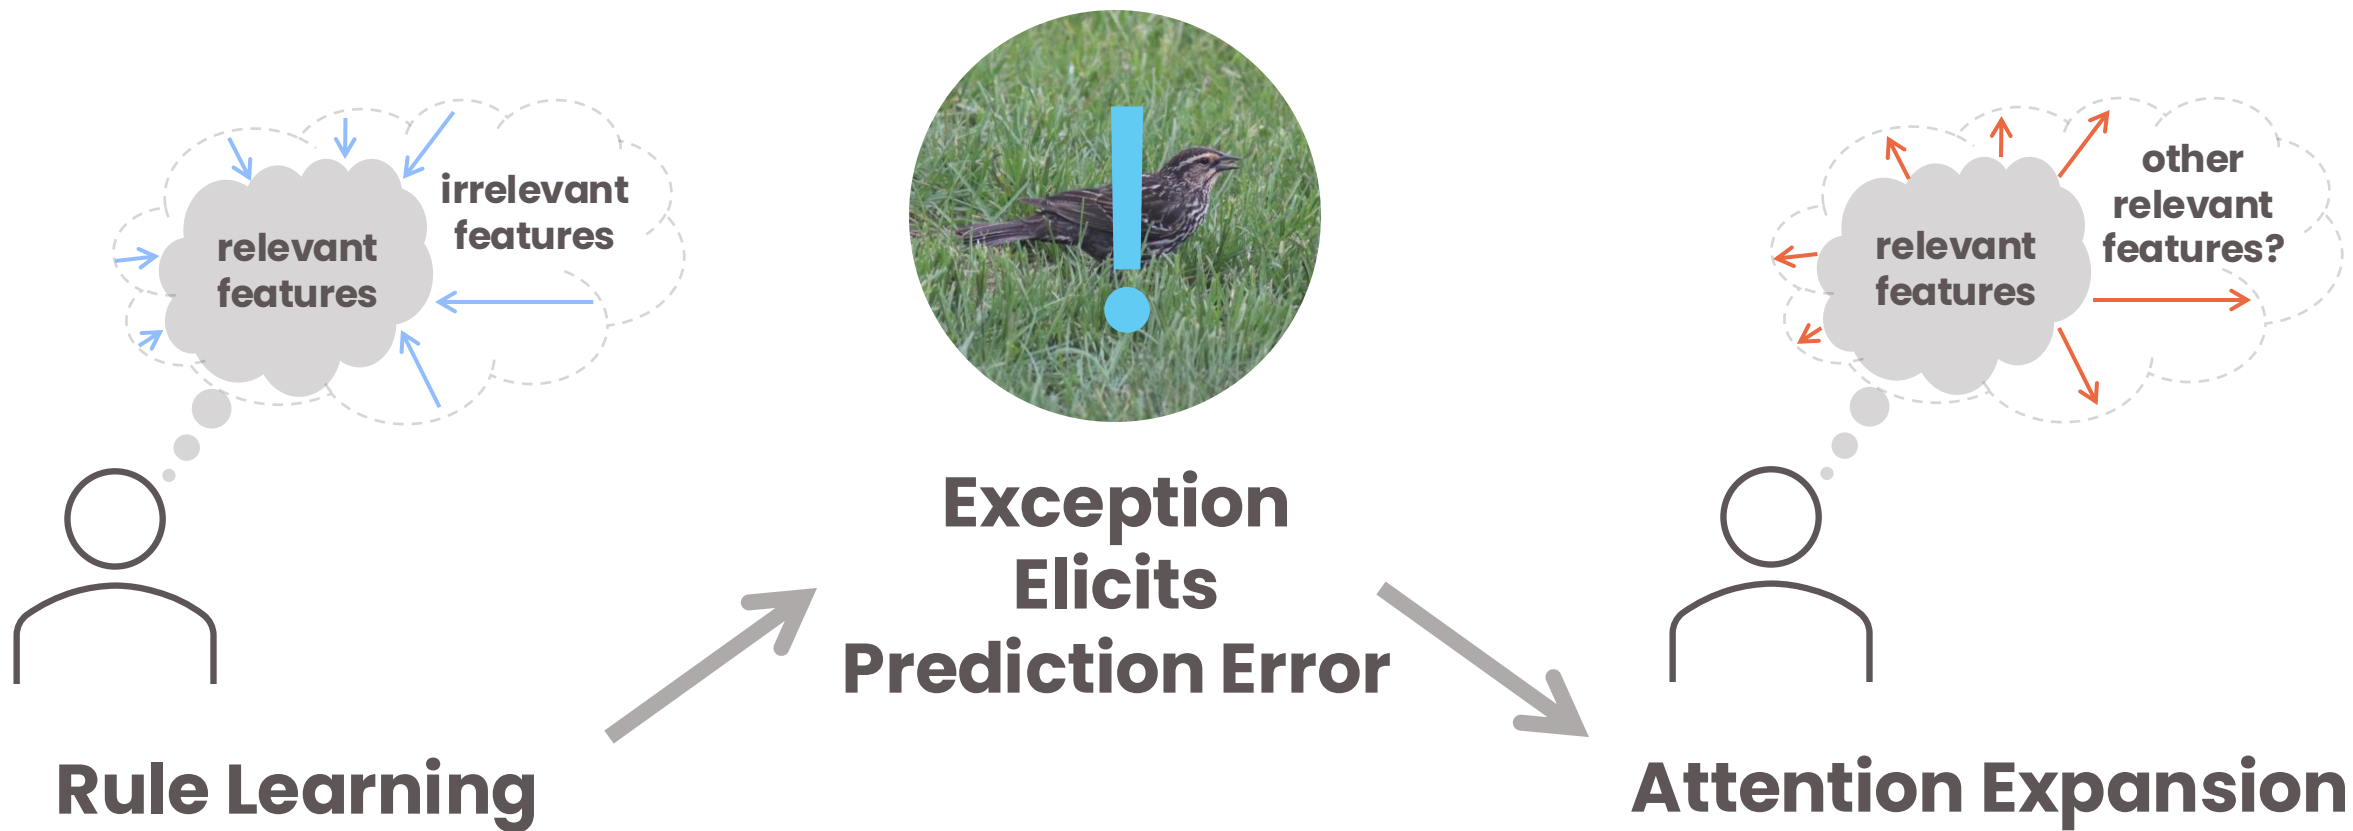 irrelevant
features
relevant
features
Rule Learning
!
Exception
Elicits
Prediction Error
other
relevant
features?
relevant
features
Attention Expansion